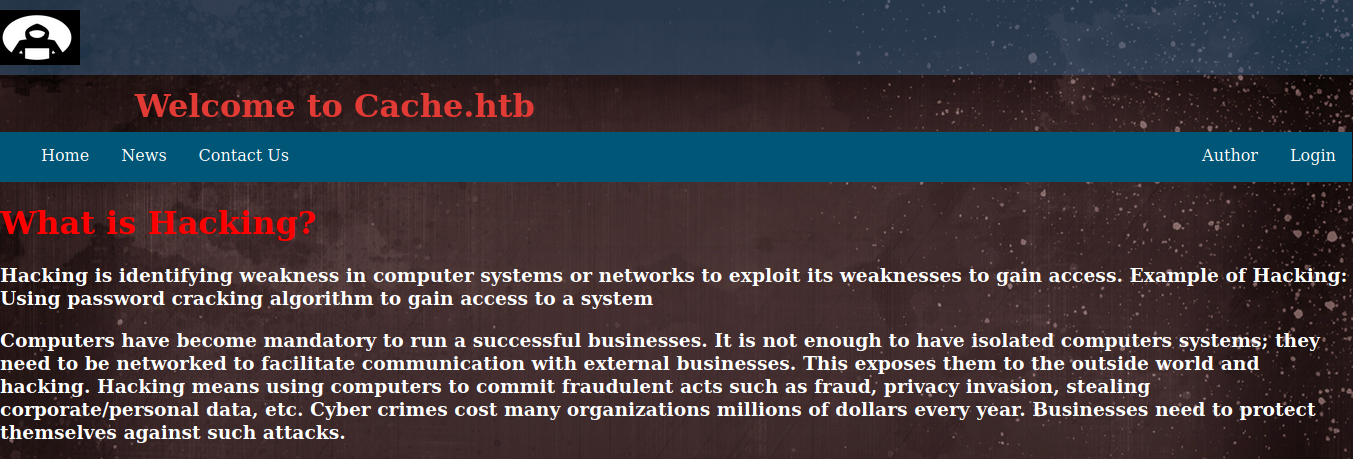 Welcome to Cache.htb
Home News Contact Us Author Login
What is Hacking?
Hacking is identifying weakness in computer systems or networks to exploit its weaknesses to gain access. Example of Hacking:
Using password cracking algorithm to gain access to a system
Computers have become mandatory to run a successful businesses. It is not enough to have isolated computers systems; they
need to be networked to facilitate communication with external businesses. This exposes them to the outside world and
hacking. Hacking means using computers to commit fraudulent acts such as fraud, privacy invasion, stealing
corporate/personal data, etc. Cyber crimes cost many organizations millions of dollars every year. Businesses need to protect
themselves against such attacks.